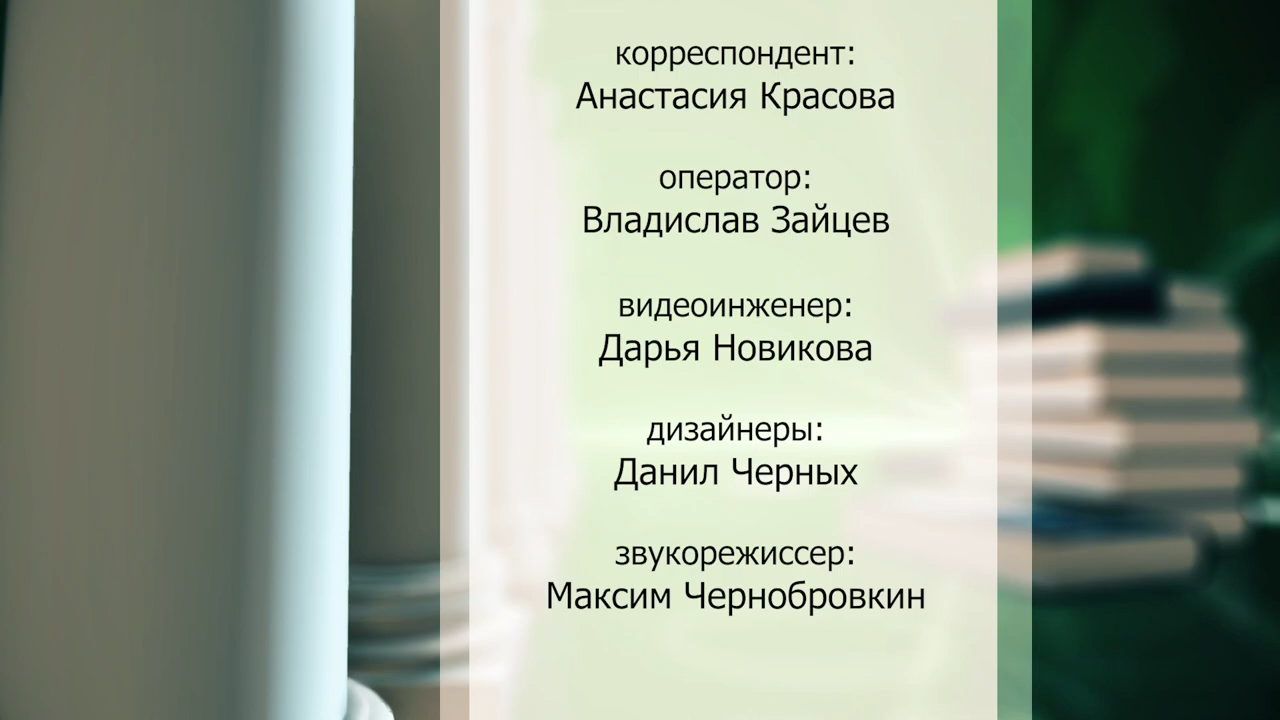 корреспондент:
Анастасия Красова
оператор:
Владислав Зайцев
видеоинженер:
Дарья Новикова
дизайнеры:
Данил Черных
звукорежиссер:
Максим Чернобровкин